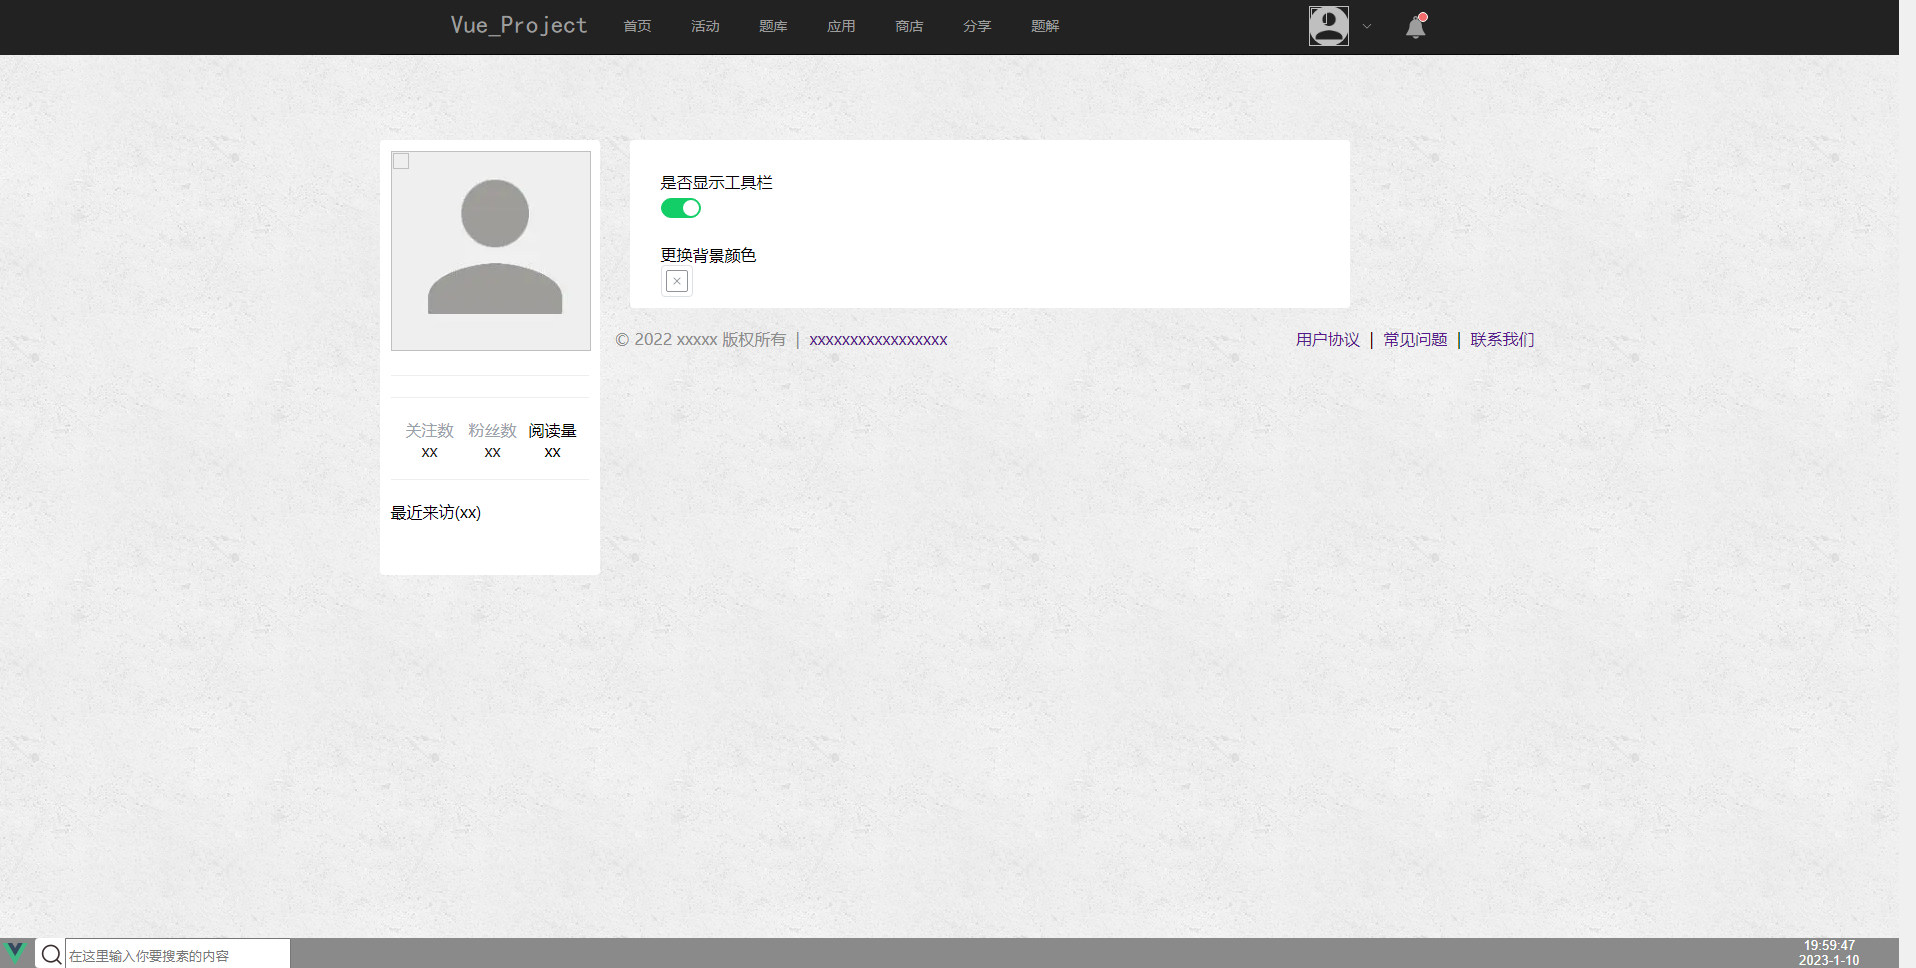 Vue_Project 首页 活动 题库 应用 商店 分享 题解
是否显示工具栏
更换背景颜色
© 2022 xxxxx 版权所有 | xxxxxxxxxxxxxxxxx 用户协议 | 常见问题 | 联系我们
关注数 粉丝数 阅读量
xx xx xx
最近来访(xx)
在这里输入你要搜索的内容
19:59:47
2023-1-10